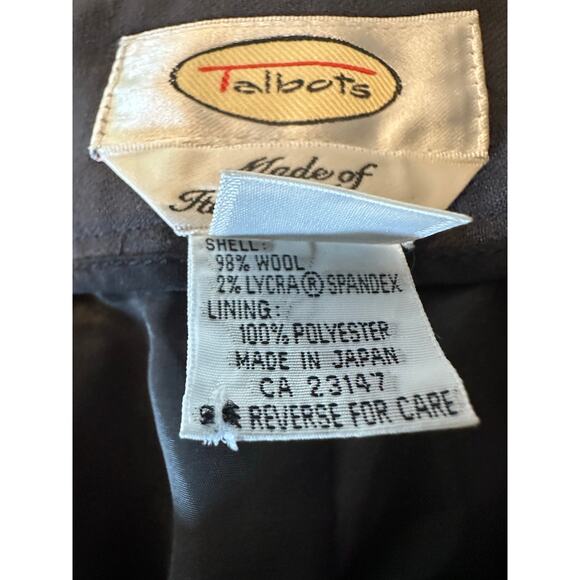 Talbots
Made of
SHELL:
98% WOOL
2% LYCRA ® SPANDEX
LINING:
100% POLYESTER
MADE IN JAPAN
CA 23147
REVERSE FOR CARE